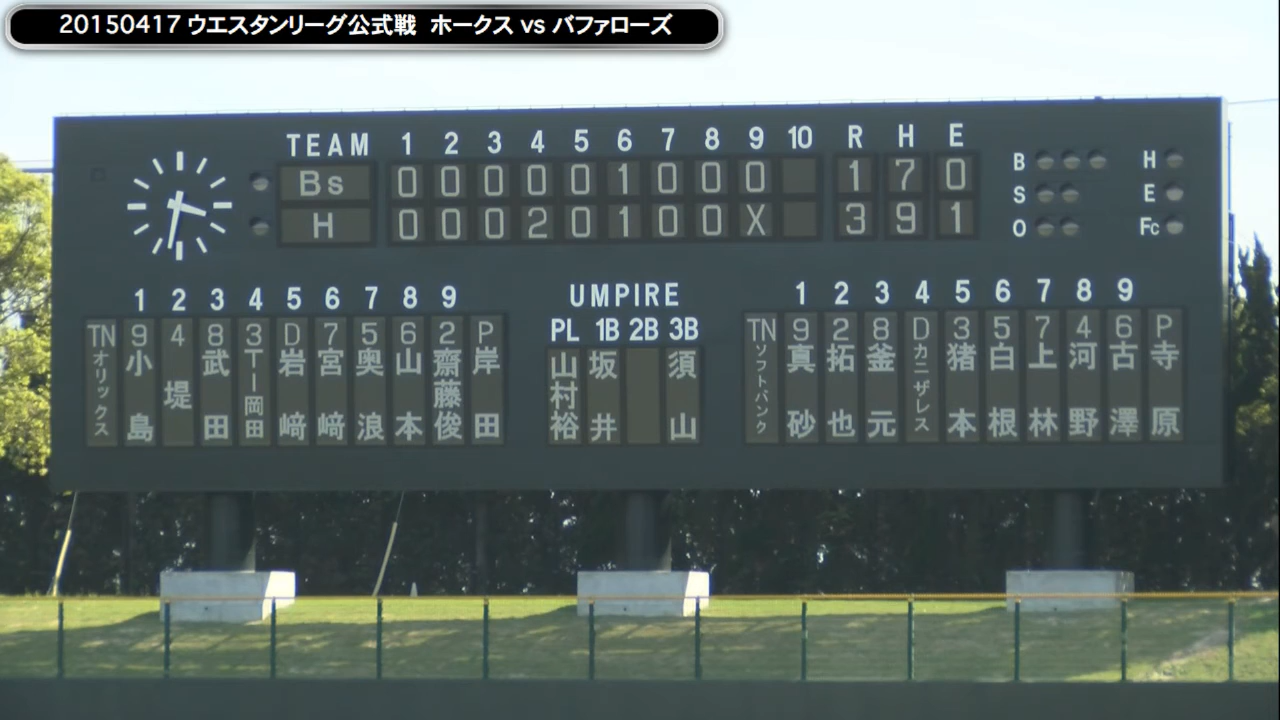 20150417 ウエスタンリーグ公式戦 ホークス vs バファローズ
TEAM 1 2 3 4 5 6 7 8 9 10 R H E
Bs 0 0 0 0 0 1 0 0 0 1 7 0
H 0 0 0 2 0 1 0 0 X 3 9 1
B H
S E
O Fc
1 2 3 4 5 6 7 8 9
TN 9 4 8 3 D 7 5 6 2 P
オリックス 小島 堤 武田 T-岡田 岩﨑 宮﨑 奥浪 山本 齋藤俊 岸田
UMPIRE
PL 1B 2B 3B
山村裕 坂井 須山
1 2 3 4 5 6 7 8 9
TN 9 2 8 D 3 5 7 4 6 P
ソフトバンク 真砂 拓也 釜元 カニザレス 猪本 白根 上林 河野 古澤 寺原